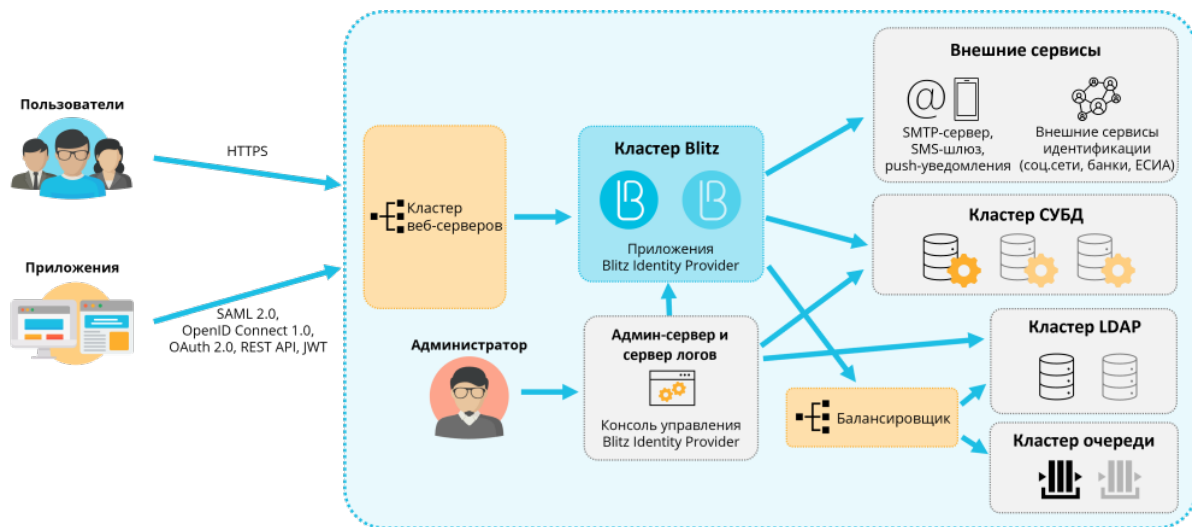 Пользователи
HTTPS
Приложения
SAML 2.0,
OpenID Connect 1.0,
OAuth 2.0, REST API, JWT
Кластер
веб-серверов
Администратор
Кластер Blitz
Приложения
Blitz Identity Provider
Админ-сервер и
сервер логов
Консоль управления
Blitz Identity Provider
Внешние сервисы
@
SMTP-сервер,
SMS-шлюз,
push-уведомления
Внешние сервисы
идентификации
(соц.сети, банки, ЕСИА)
Кластер СУБД
Кластер LDAP
Балансировщик
Кластер очереди